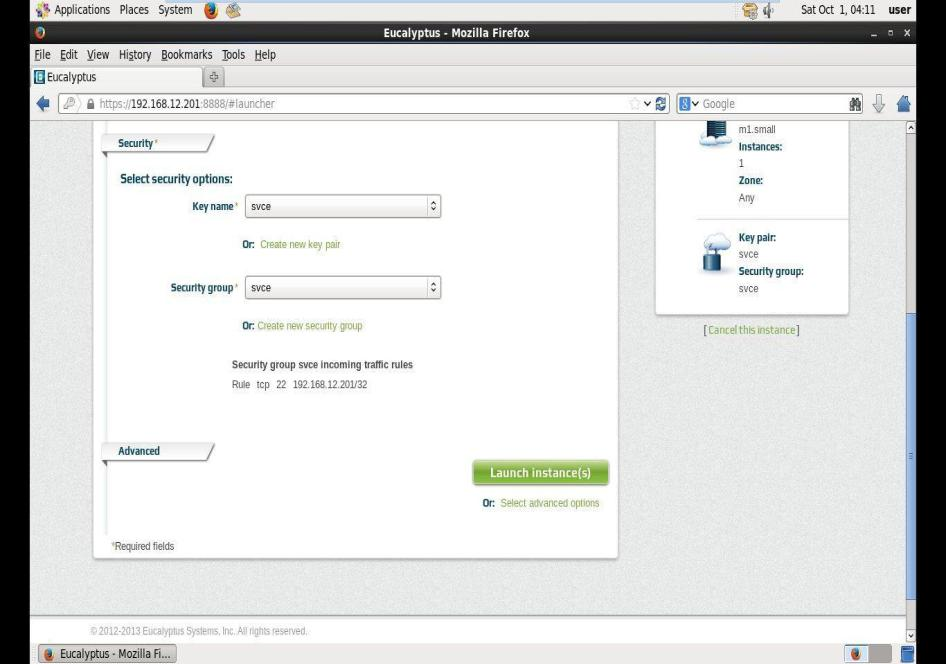 Applications Places System
Sat Oct 1, 04:11 user
Eucalyptus - Mozilla Firefox
File Edit View History Bookmarks Tools Help
Eucalyptus
https://192.168.12.201:8888/#launcher
Google
Security*
Select security options:
Key name* svce
Or: Create new key pair
Security group* svce
Or: Create new security group
Security group svce incoming traffic rules
Rule tcp 22 192.168.12.201/32
Advanced
Launch instance(s)
Or: Select advanced options
*Required fields
m1.small
Instances:
1
Zone:
Any
Key pair:
svce
Security group:
svce
[Cancel this instance]
© 2012-2013 Eucalyptus Systems, Inc. All rights reserved.
Eucalyptus - Mozilla Fi...